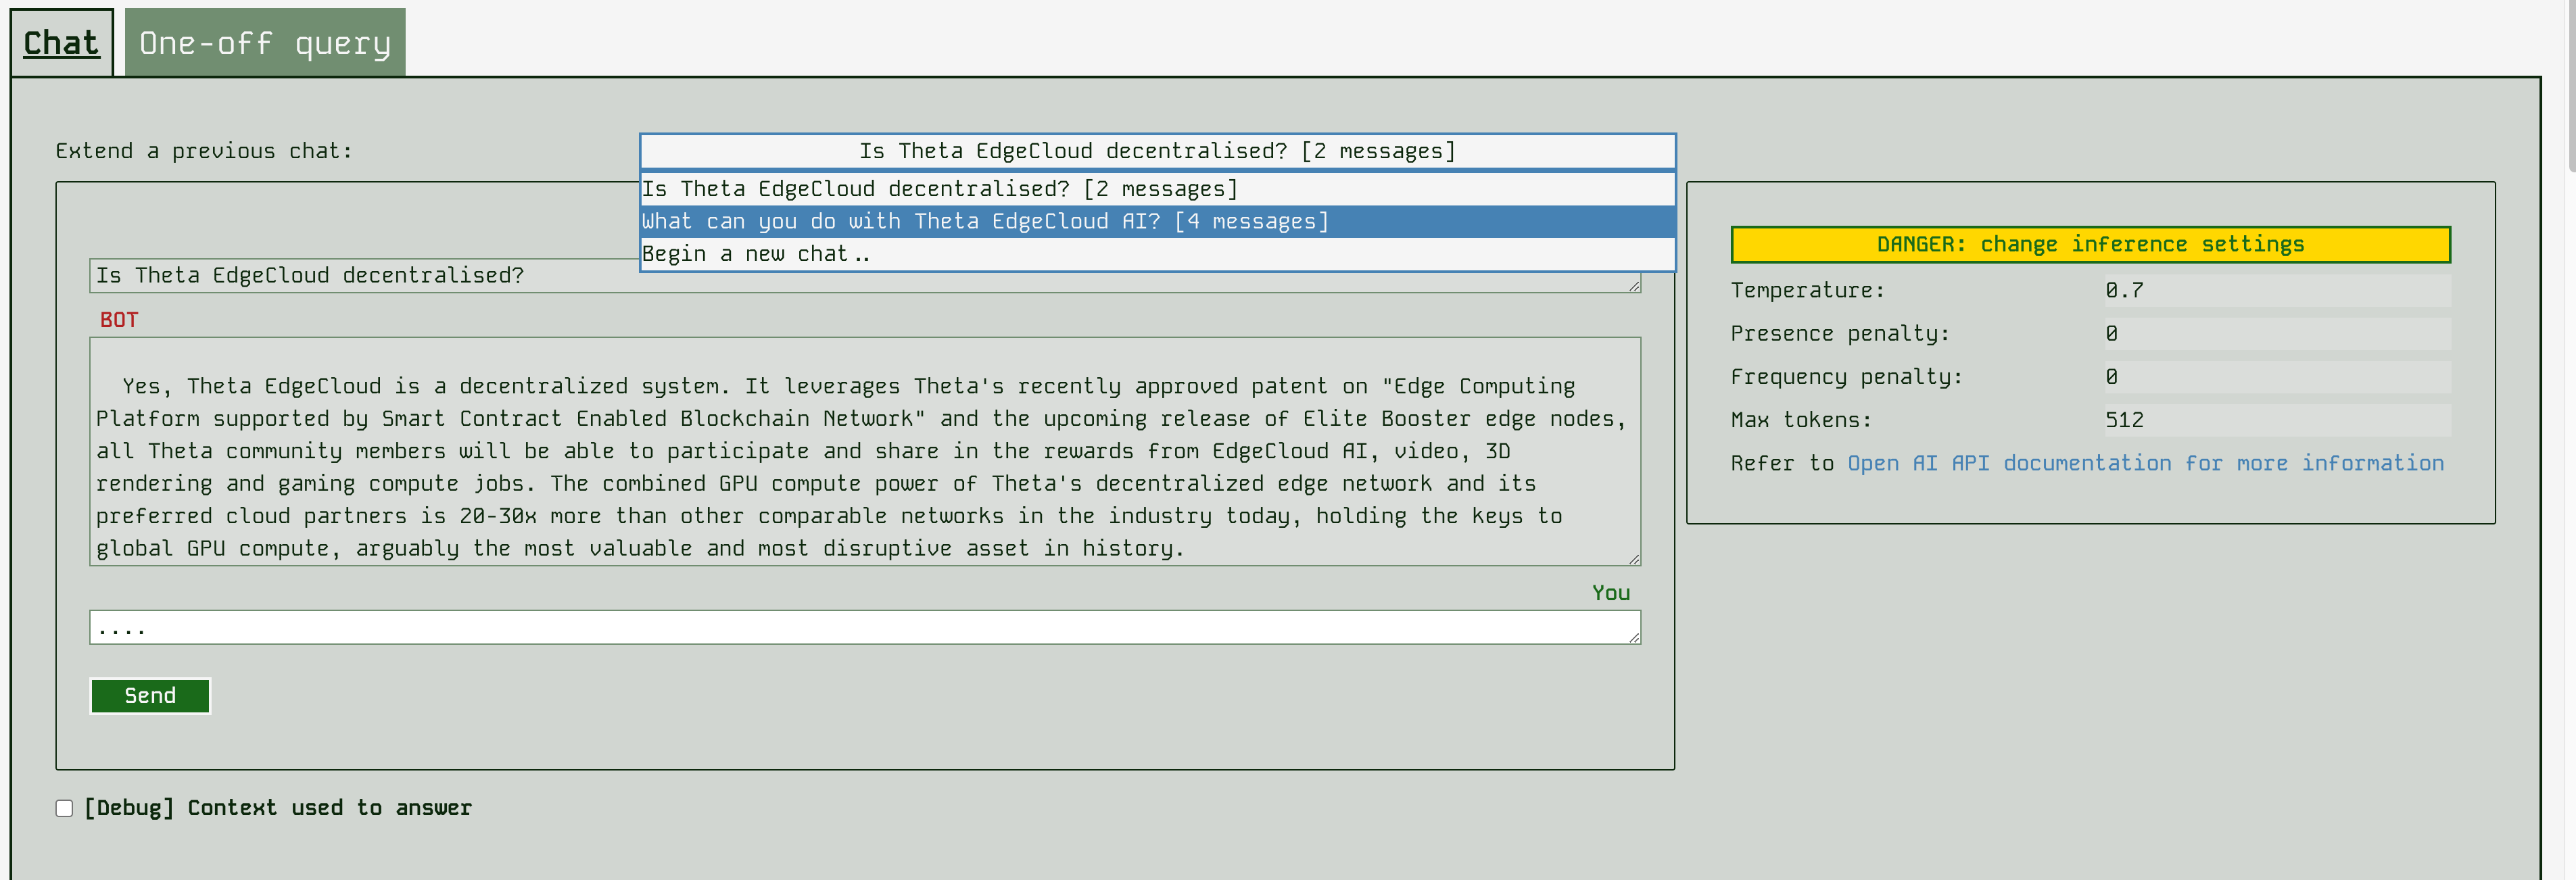 Chat
One-off query
Extend a previous chat:
Is Theta EdgeCloud decentralised? [2 messages]
Is Theta EdgeCloud decentralised? [2 messages]
What can you do with Theta EdgeCloud AI? [4 messages]
Begin a new chat..
Is Theta EdgeCloud decentralised?
BOT
Yes, Theta EdgeCloud is a decentralized system. It leverages Theta's recently approved patent on "Edge Computing
Platform supported by Smart Contract Enabled Blockchain Network" and the upcoming release of Elite Booster edge nodes,
all Theta community members will be able to participate and share in the rewards from EdgeCloud AI, video, 3D
rendering and gaming compute jobs. The combined GPU compute power of Theta's decentralized edge network and its
preferred cloud partners is 20-30x more than other comparable networks in the industry today, holding the keys to
global GPU compute, arguably the most valuable and most disruptive asset in history.
You
....
Send
[Debug] Context used to answer
DANGER: change inference settings
Temperature: 0.7
Presence penalty: 0
Frequency penalty: 0
Max tokens: 512
Refer to Open AI API documentation for more information